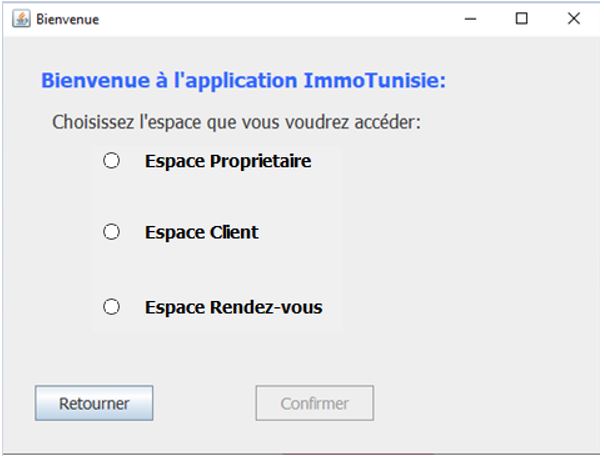 Bienvenue
Bienvenue à l'application ImmoTunisie:
Choisissez l'espace que vous voudrez accéder:
Espace Proprietaire
Espace Client
Espace Rendez-vous
Retourner
Confirmer